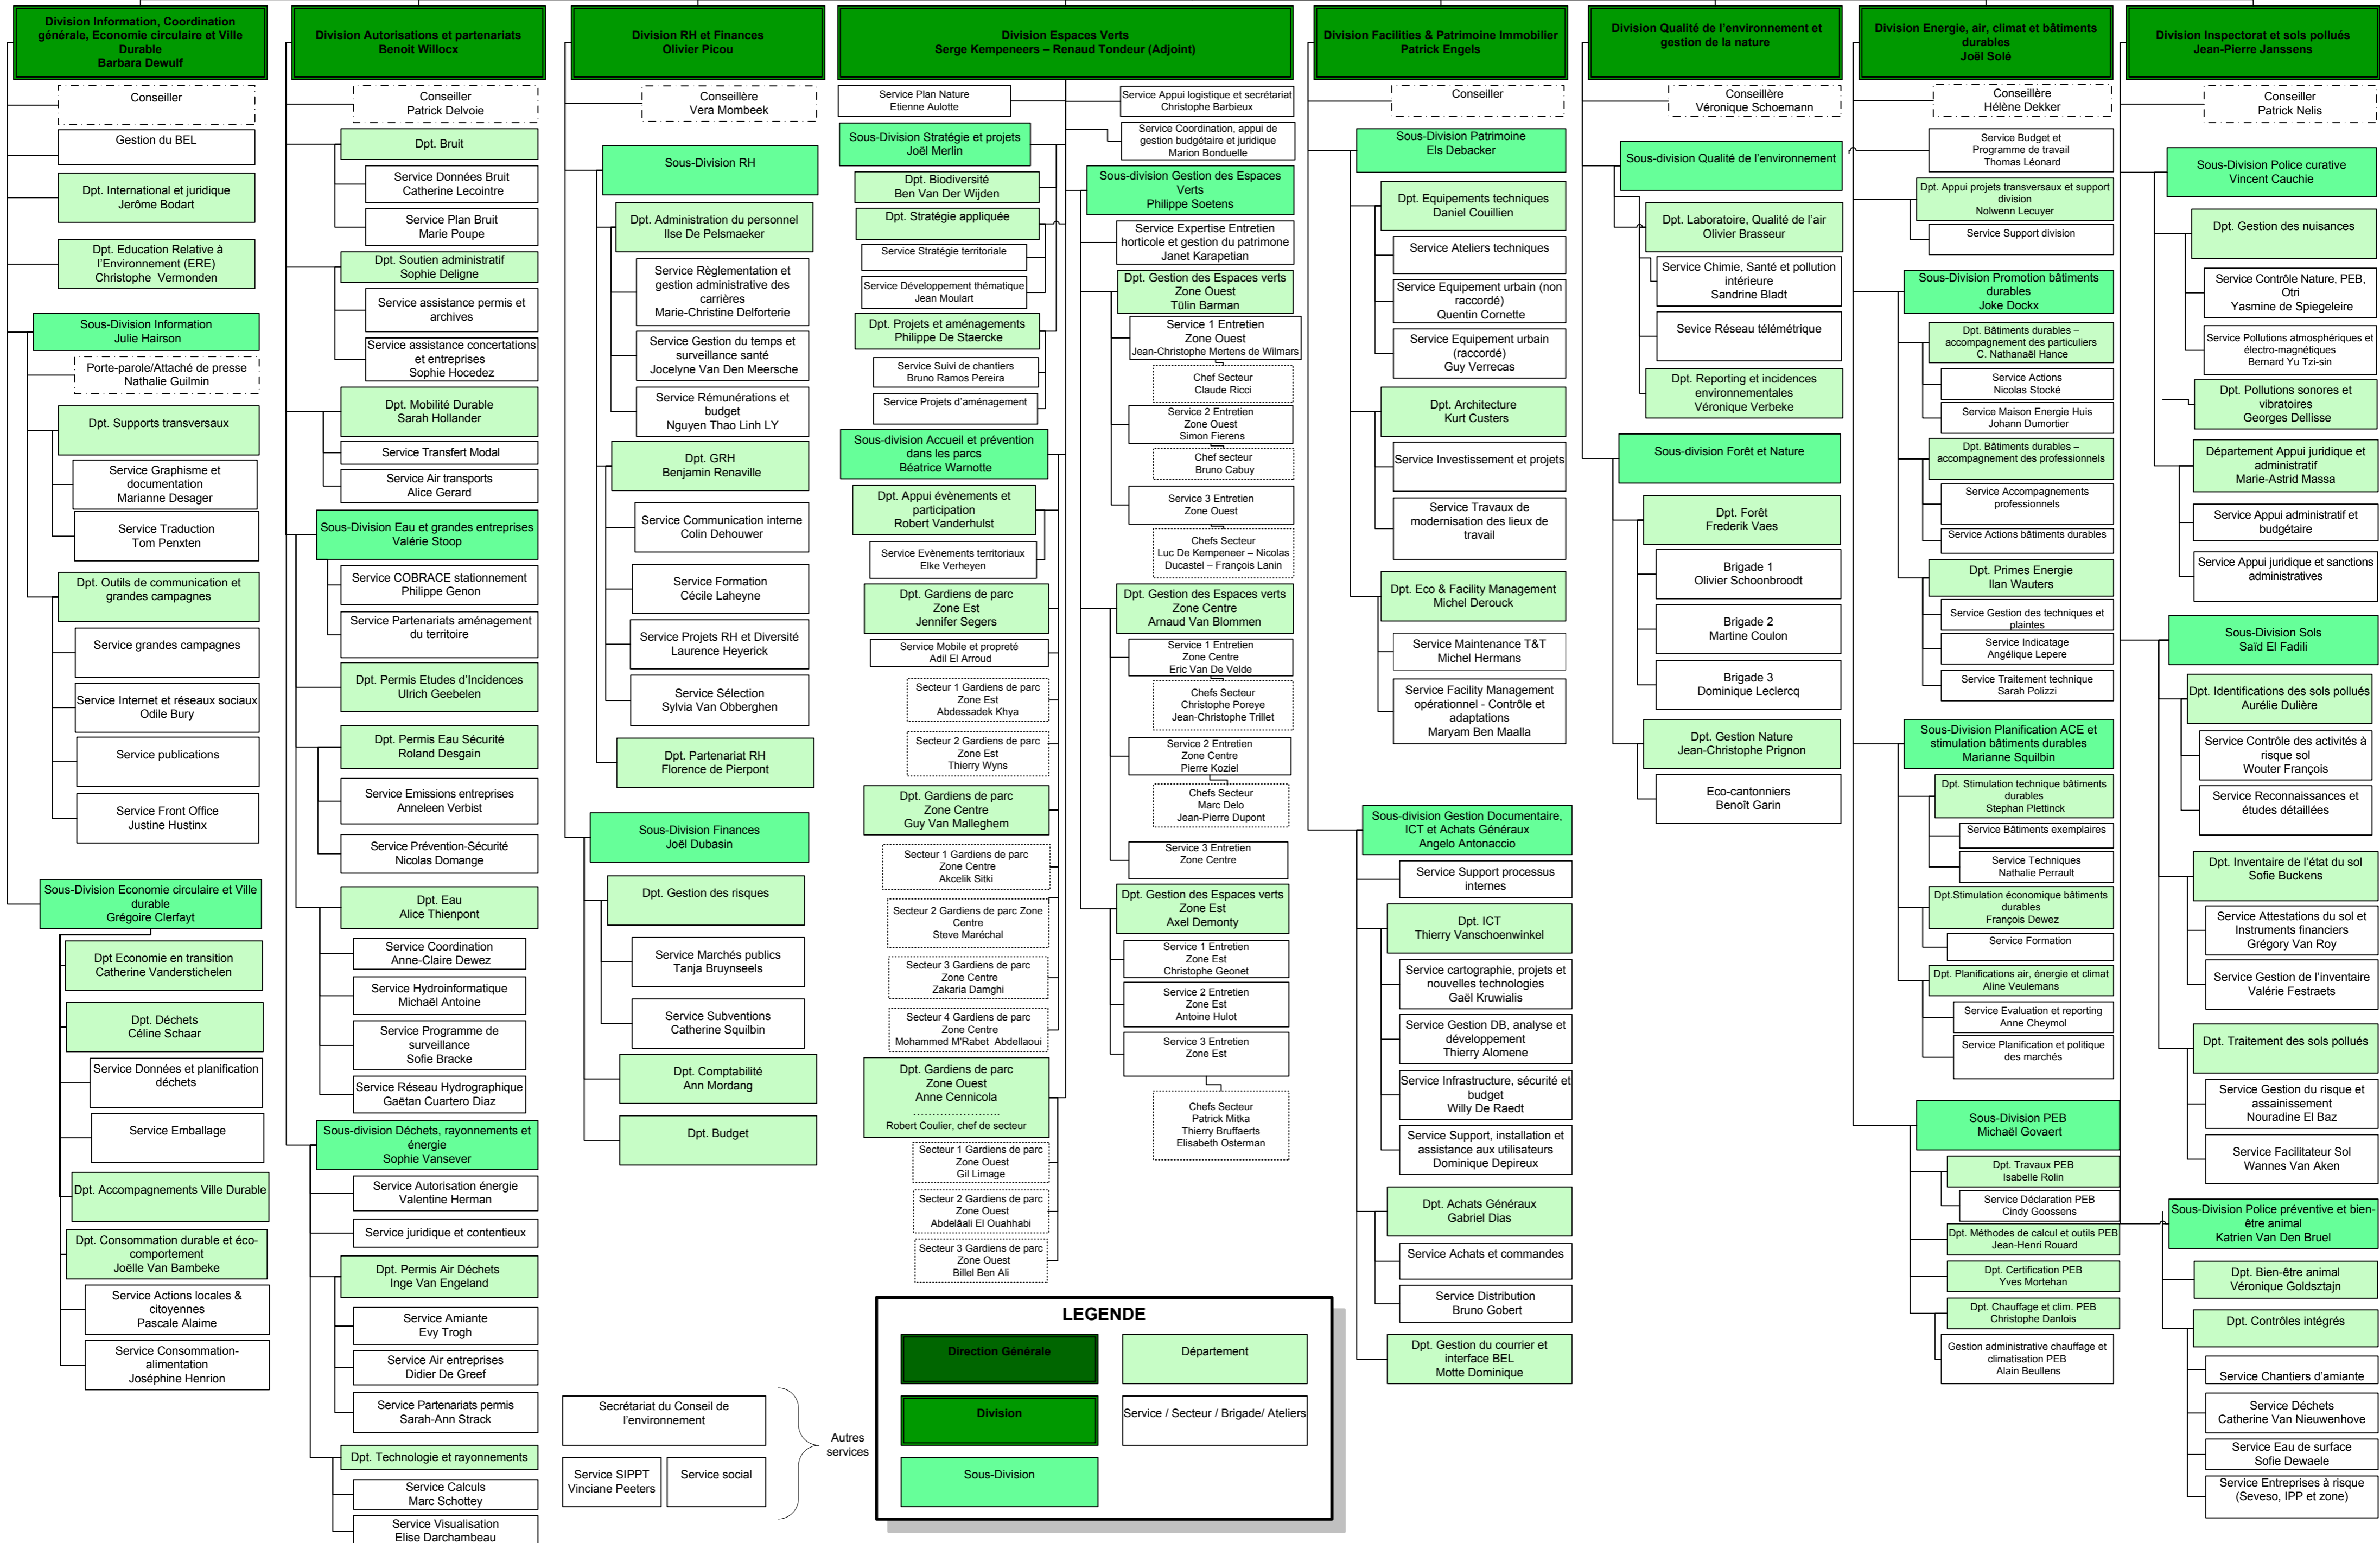 Division Information, Coordination
générale, Economie circulaire et Ville
Durable
Barbara Dewulf
Conseiller
Gestion du BEL
Dpt. International et juridique
Jerôme Bodart
Dpt. Education Relative à
l'Environnement (ERE)
Christophe Vermonden
Sous-Division Information
Julie Hairson
Porte-parole/Attaché de presse
Nathalie Guilmin
Dpt. Supports transversaux
Service Graphisme et
documentation
Marianne Desager
Service Traduction
Tom Penxten
Dpt. Outils de communication et
grandes campagnes
Service grandes campagnes
Service Internet et réseaux sociaux
Odile Bury
Service publications
Service Front Office
Justine Hustinx
Sous-Division Economie circulaire et Ville
durable
Grégoire Clerfayt
Dpt Economie en transition
Catherine Vanderstichelen
Dpt. Déchets
Céline Schaar
Service Données et planification
déchets
Service Emballage
Dpt. Accompagnements Ville Durable
Dpt. Consommation durable et éco-
comportement
Joëlle Van Bambeke
Service Actions locales &
citoyennes
Pascale Alaime
Service Consommation-
alimentation
Joséphine Henrion
Division Autorisations et partenariats
Benoit Willocx
Conseiller
Patrick Delvoie
Dpt. Bruit
Service Données Bruit
Catherine Lecointre
Service Plan Bruit
Marie Poupe
Dpt. Soutien administratif
Sophie Deligne
Service assistance permis et
archives
Service assistance concertations
et entreprises
Sophie Hocedez
Dpt. Mobilité Durable
Sarah Hollander
Service Transfert Modal
Service Air transports
Alice Gerard
Sous-Division Eau et grandes entreprises
Valérie Stoop
Service COBRACE stationnement
Philippe Genon
Service Partenariats aménagement
du territoire
Dpt. Permis Etudes d'Incidences
Ulrich Geebelen
Dpt. Permis Eau Sécurité
Roland Desgain
Service Emissions entreprises
Anneleen Verbist
Service Prévention-Sécurité
Nicolas Domange
Dpt. Eau
Alice Thienpont
Service Coordination
Anne-Claire Dewez
Service Hydroinformatique
Michaël Antoine
Service Programme de
surveillance
Sofie Bracke
Service Réseau Hydrographique
Gaëtan Cuartero Diaz
Sous-division Déchets, rayonnements et
énergie
Sophie Vansever
Service Autorisation énergie
Valentine Herman
Service juridique et contentieux
Dpt. Permis Air Déchets
Inge Van Engeland
Service Amiante
Evy Trogh
Service Air entreprises
Didier De Greef
Service Partenariats permis
Sarah-Ann Strack
Dpt. Technologie et rayonnements
Service Calculs
Marc Schottey
Service Visualisation
Elise Darchambeau
Division RH et Finances
Olivier Picou
Conseillère
Vera Mombeek
Sous-Division RH
Dpt. Administration du personnel
Ilse De Pelsmaeker
Service Règlementation et
gestion administrative des
carrières
Marie-Christine Delforterie
Service Gestion du temps et
surveillance santé
Jocelyne Van Den Meersche
Service Rémunérations et
budget
Nguyen Thao Linh LY
Dpt. GRH
Benjamin Renaville
Service Communication interne
Colin Dehouwer
Service Formation
Cécile Laheyne
Service Projets RH et Diversité
Laurence Heyerick
Service Sélection
Sylvia Van Obberghen
Dpt. Partenariat RH
Florence de Pierpont
Sous-Division Finances
Joël Dubasin
Dpt. Gestion des risques
Service Marchés publics
Tanja Bruynseels
Service Subventions
Catherine Squilbin
Dpt. Comptabilité
Ann Mordang
Dpt. Budget
Secrétariat du Conseil de
l'environnement
Service SIPPT
Vinciane Peeters
Service social
Autres
services
Division Espaces Verts
Serge Kempeneers – Renaud Tondeur (Adjoint)
Service Plan Nature
Etienne Aulotte
Sous-Division Stratégie et projets
Joël Merlin
Dpt. Biodiversité
Ben Van Der Wijden
Dpt. Stratégie appliquée
Service Stratégie territoriale
Service Développement thématique
Jean Moulart
Dpt. Projets et aménagements
Philippe De Staercke
Service Suivi de chantiers
Bruno Ramos Pereira
Service Projets d'aménagement
Sous-division Accueil et prévention
dans les parcs
Béatrice Warnotte
Dpt. Appui évènements et
participation
Robert Vanderhulst
Service Evènements territoriaux
Elke Verheyen
Dpt. Gardiens de parc
Zone Est
Jennifer Segers
Service Mobile et propreté
Adil El Arroud
Secteur 1 Gardiens de parc
Zone Est
Abdessadek Khya
Secteur 2 Gardiens de parc
Zone Est
Thierry Wyns
Dpt. Gardiens de parc
Zone Centre
Guy Van Malleghem
Secteur 1 Gardiens de parc
Zone Centre
Akcelik Sitki
Secteur 2 Gardiens de parc Zone
Centre
Steve Maréchal
Secteur 3 Gardiens de parc
Zone Centre
Zakaria Damghi
Secteur 4 Gardiens de parc
Zone Centre
Mohammed M'Rabet Abdellaoui
Dpt. Gardiens de parc
Zone Ouest
Anne Cennicola
........................
Robert Coulier, chef de secteur
Secteur 1 Gardiens de parc
Zone Ouest
Gil Limage
Secteur 2 Gardiens de parc
Zone Ouest
Abdelâali El Ouahhabi
Secteur 3 Gardiens de parc
Zone Ouest
Billel Ben Ali
Service Appui logistique et secrétariat
Christophe Barbieux
Service Coordination, appui de
gestion budgétaire et juridique
Marion Bonduelle
Sous-division Gestion des Espaces
Verts
Philippe Soetens
Service Expertise Entretien
horticole et gestion du patrimone
Janet Karapetian
Dpt. Gestion des Espaces verts
Zone Ouest
Tülin Barman
Service 1 Entretien
Zone Ouest
Jean-Christophe Mertens de Wilmars
Chef Secteur
Claude Ricci
Service 2 Entretien
Zone Ouest
Simon Fierens
Chef secteur
Bruno Cabuy
Service 3 Entretien
Zone Ouest
Chefs Secteur
Luc De Kempeneer – Nicolas
Ducastel – François Lanin
Dpt. Gestion des Espaces verts
Zone Centre
Arnaud Van Blommen
Service 1 Entretien
Zone Centre
Eric Van De Velde
Chefs Secteur
Christophe Poreye
Jean-Christophe Trillet
Service 2 Entretien
Zone Centre
Pierre Koziel
Chefs Secteur
Marc Delo
Jean-Pierre Dupont
Service 3 Entretien
Zone Centre
Dpt. Gestion des Espaces verts
Zone Est
Axel Demonty
Service 1 Entretien
Zone Est
Christophe Geonet
Service 2 Entretien
Zone Est
Antoine Hulot
Service 3 Entretien
Zone Est
Chefs Secteur
Patrick Mitka
Thierry Bruffaerts
Elisabeth Osterman
Division Facilities & Patrimoine Immobilier
Patrick Engels
Conseiller
Sous-Division Patrimoine
Els Debacker
Dpt. Equipements techniques
Daniel Couillien
Service Ateliers techniques
Service Equipement urbain (non
raccordé)
Quentin Cornette
Service Equipement urbain
(raccordé)
Guy Verrecas
Dpt. Architecture
Kurt Custers
Service Investissement et projets
Service Travaux de
modernisation des lieux de
travail
Dpt. Eco & Facility Management
Michel Derouck
Service Maintenance T&T
Michel Hermans
Service Facility Management
opérationnel - Contrôle et
adaptations
Maryam Ben Maalla
Sous-division Gestion Documentaire,
ICT et Achats Généraux
Angelo Antonaccio
Service Support processus
internes
Dpt. ICT
Thierry Vanschoenwinkel
Service cartographie, projets et
nouvelles technologies
Gaël Kruwialis
Service Gestion DB, analyse et
développement
Thierry Alomene
Service Infrastructure, sécurité et
budget
Willy De Raedt
Service Support, installation et
assistance aux utilisateurs
Dominique Depireux
Dpt. Achats Généraux
Gabriel Dias
Service Achats et commandes
Service Distribution
Bruno Gobert
Dpt. Gestion du courrier et
interface BEL
Motte Dominique
Division Qualité de l'environnement et
gestion de la nature
Conseillère
Véronique Schoemann
Sous-division Qualité de l'environnement
Dpt. Laboratoire, Qualité de l'air
Olivier Brasseur
Service Chimie, Santé et pollution
intérieure
Sandrine Bladt
Sevice Réseau télémétrique
Dpt. Reporting et incidences
environnementales
Véronique Verbeke
Sous-division Forêt et Nature
Dpt. Forêt
Frederik Vaes
Brigade 1
Olivier Schoonbroodt
Brigade 2
Martine Coulon
Brigade 3
Dominique Leclercq
Dpt. Gestion Nature
Jean-Christophe Prignon
Eco-cantonniers
Benoît Garin
Division Energie, air, climat et bâtiments
durables
Joël Solé
Conseillère
Hélène Dekker
Service Budget et
Programme de travail
Thomas Léonard
Dpt. Appui projets transversaux et support
division
Nolwenn Lecuyer
Service Support division
Sous-Division Promotion bâtiments
durables
Joke Dockx
Dpt. Bâtiments durables –
accompagnement des particuliers
C. Nathanaël Hance
Service Actions
Nicolas Stocké
Service Maison Energie Huis
Johann Dumortier
Dpt. Bâtiments durables –
accompagnement des professionnels
Service Accompagnements
professionnels
Service Actions bâtiments durables
Dpt. Primes Energie
Ilan Wauters
Service Gestion des techniques et
plaintes
Service Indicatage
Angélique Lepere
Service Traitement technique
Sarah Polizzi
Sous-Division Planification ACE et
stimulation bâtiments durables
Marianne Squilbin
Dpt. Stimulation technique bâtiments
durables
Stephan Plettinck
Service Bâtiments exemplaires
Service Techniques
Nathalie Perrault
Dpt.Stimulation économique bâtiments
durables
François Dewez
Service Formation
Dpt. Planifications air, énergie et climat
Aline Veulemans
Service Evaluation et reporting
Anne Cheymol
Service Planification et politique
des marchés
Sous-Division PEB
Michaël Govaert
Dpt. Travaux PEB
Isabelle Rolin
Service Déclaration PEB
Cindy Goossens
Dpt. Méthodes de calcul et outils PEB
Jean-Henri Rouard
Dpt. Certification PEB
Yves Mortehan
Dpt. Chauffage et clim. PEB
Christophe Danlois
Gestion administrative chauffage et
climatisation PEB
Alain Beullens
Division Inspectorat et sols pollués
Jean-Pierre Janssens
Conseiller
Patrick Nelis
Sous-Division Police curative
Vincent Cauchie
Dpt. Gestion des nuisances
Service Contrôle Nature, PEB,
Otri
Yasmine de Spiegeleire
Service Pollutions atmosphériques et
électro-magnétiques
Bernard Yu Tzi-sin
Dpt. Pollutions sonores et
vibratoires
Georges Dellisse
Département Appui juridique et
administratif
Marie-Astrid Massa
Service Appui administratif et
budgétaire
Service Appui juridique et sanctions
administratives
Sous-Division Sols
Saïd El Fadili
Dpt. Identifications des sols pollués
Aurélie Dulière
Service Contrôle des activités à
risque sol
Wouter François
Service Reconnaissances et
études détaillées
Dpt. Inventaire de l'état du sol
Sofie Buckens
Service Attestations du sol et
Instruments financiers
Grégory Van Roy
Service Gestion de l'inventaire
Valérie Festraets
Dpt. Traitement des sols pollués
Service Gestion du risque et
assainissement
Nouradine El Baz
Service Facilitateur Sol
Wannes Van Aken
Sous-Division Police préventive et bien-
être animal
Katrien Van Den Bruel
Dpt. Bien-être animal
Véronique Goldsztajn
Dpt. Contrôles intégrés
Service Chantiers d'amiante
Service Déchets
Catherine Van Nieuwenhove
Service Eau de surface
Sofie Dewaele
Service Entreprises à risque
(Seveso, IPP et zone)
LEGENDE
Direction Générale
Département
Division
Service / Secteur / Brigade/ Ateliers
Sous-Division